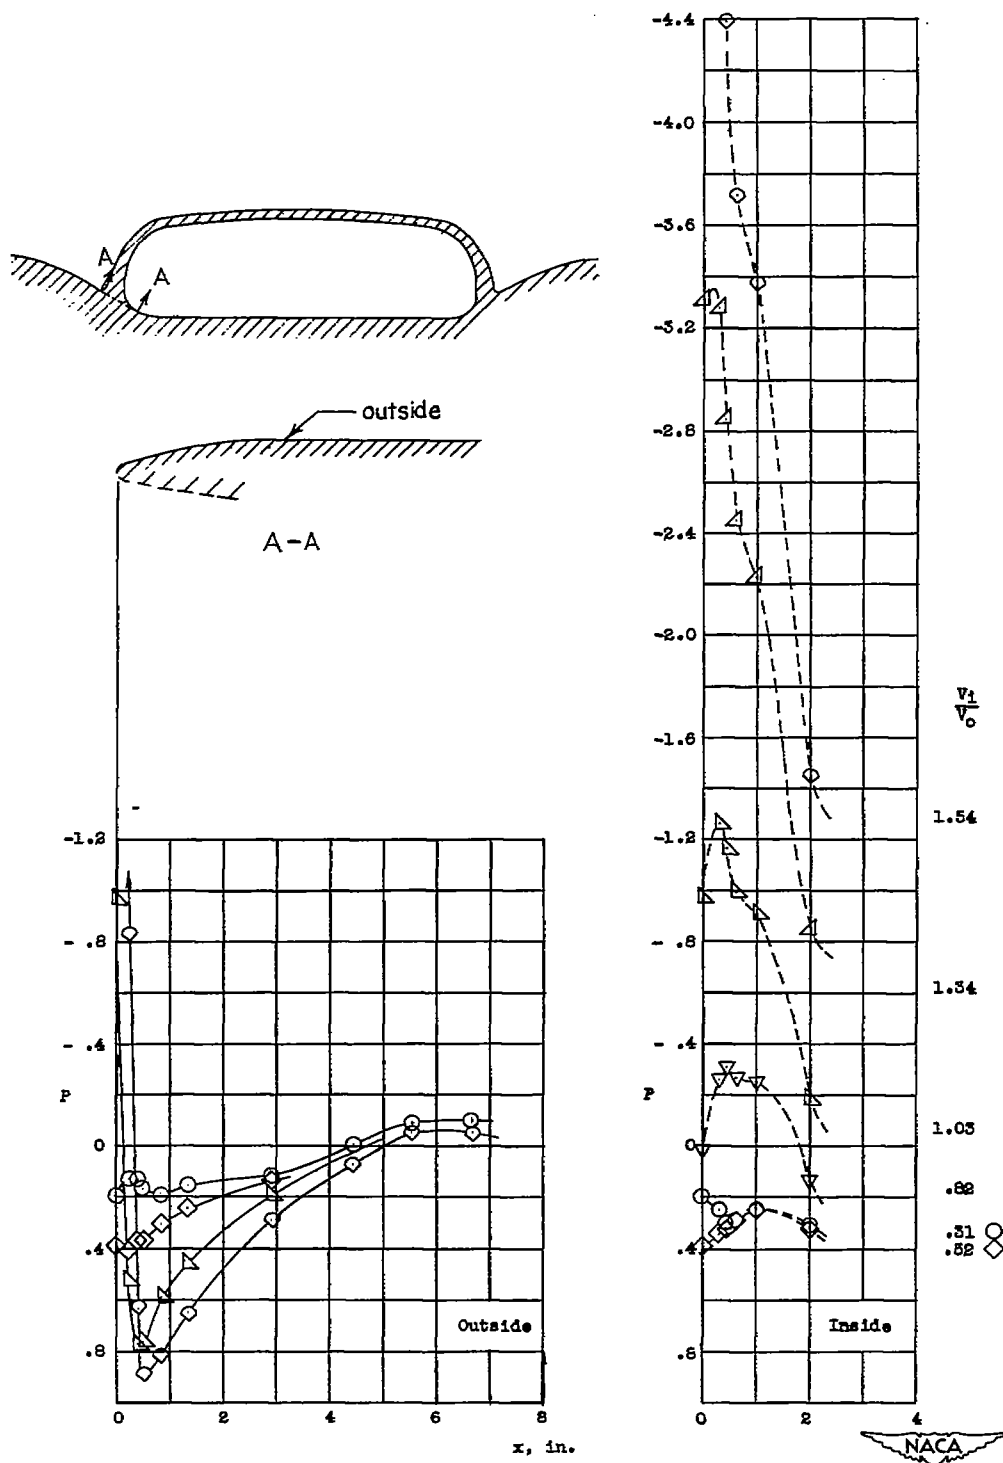 A
A
outside
A-A
-1.2
- .8
- .4
P
0
.4
.8
Outside
0
2
4
6
8
x, in.
-4.4
-4.0
-3.6
-3.2
-2.8
-2.4
-2.0
-1.6
-1.2
- .8
- .4
P
0
.4
.8
Inside
0
2
4
Vi
Vo
1.54
1.34
1.03
.82
.31
.52
NACA